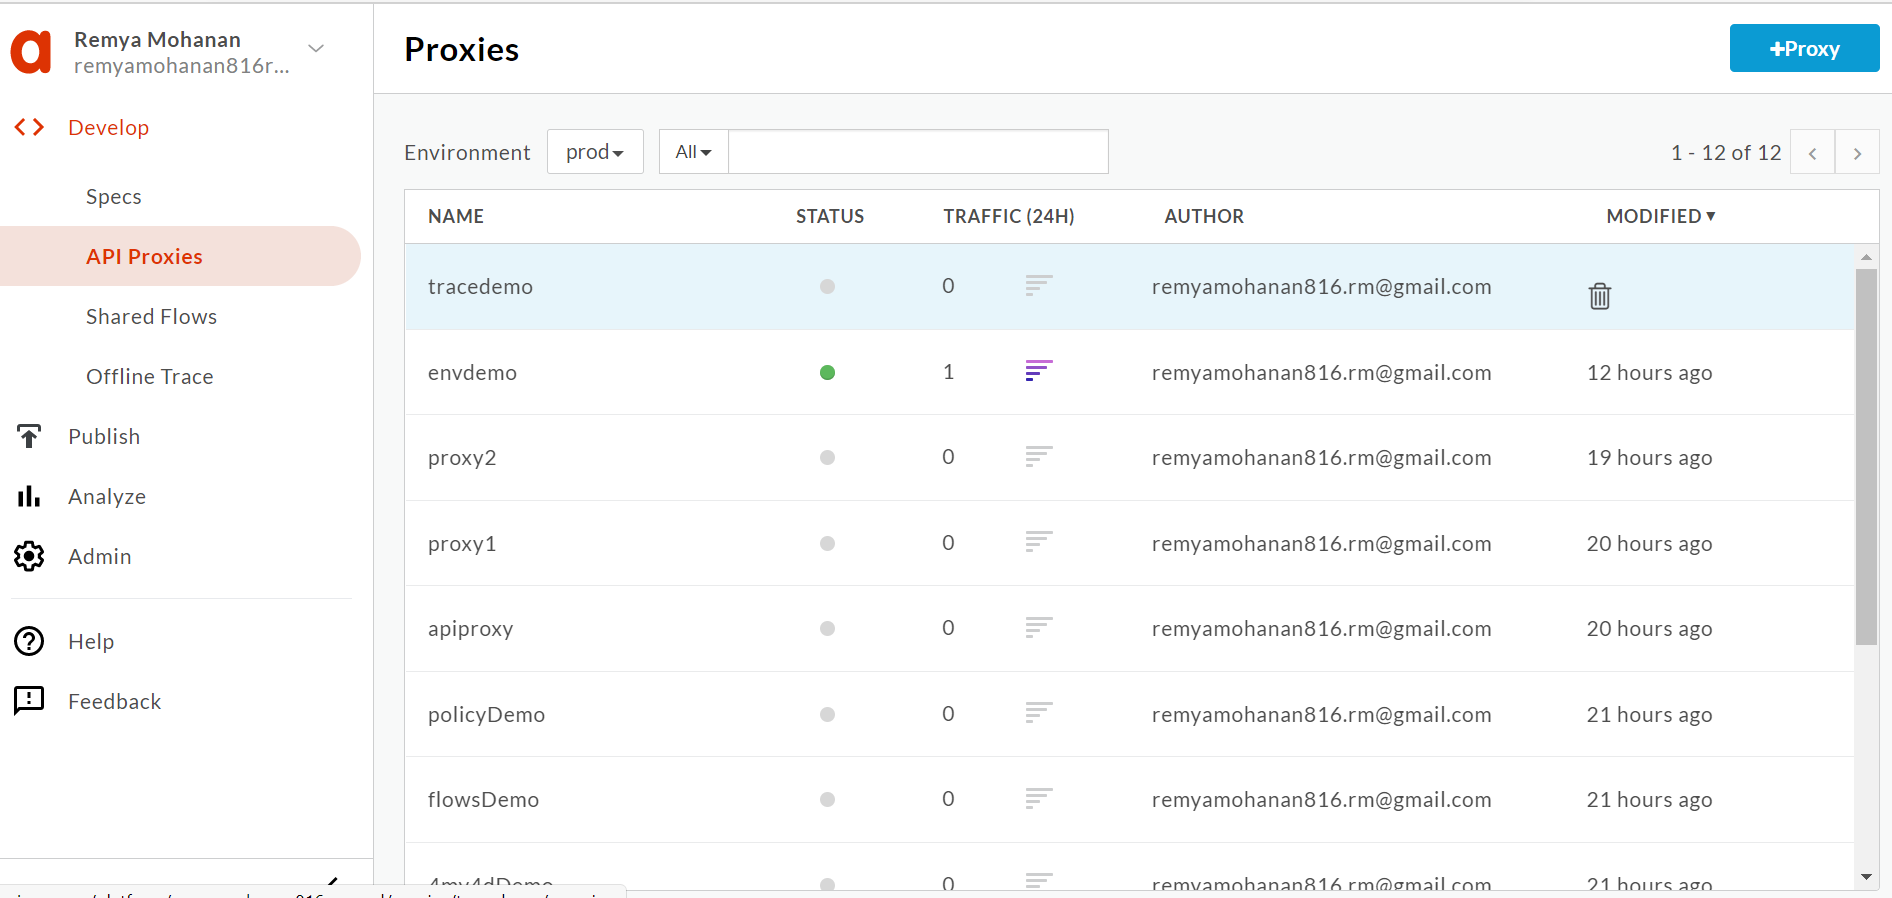 Remya Mohanan
remyamohanan816r...
Develop
Specs
API Proxies
Shared Flows
Offline Trace
Publish
Analyze
Admin
Help
Feedback
Proxies
+Proxy
Environment prod All 1 - 12 of 12
NAME STATUS TRAFFIC (24H) AUTHOR MODIFIED
tracedemo 0 remyamohanan816.rm@gmail.com
envdemo 1 remyamohanan816.rm@gmail.com 12 hours ago
proxy2 0 remyamohanan816.rm@gmail.com 19 hours ago
proxy1 0 remyamohanan816.rm@gmail.com 20 hours ago
apiproxy 0 remyamohanan816.rm@gmail.com 20 hours ago
policyDemo 0 remyamohanan816.rm@gmail.com 21 hours ago
flowsDemo 0 remyamohanan816.rm@gmail.com 21 hours ago
0 remyamohanan816.rm@gmail.com 21 hours ago